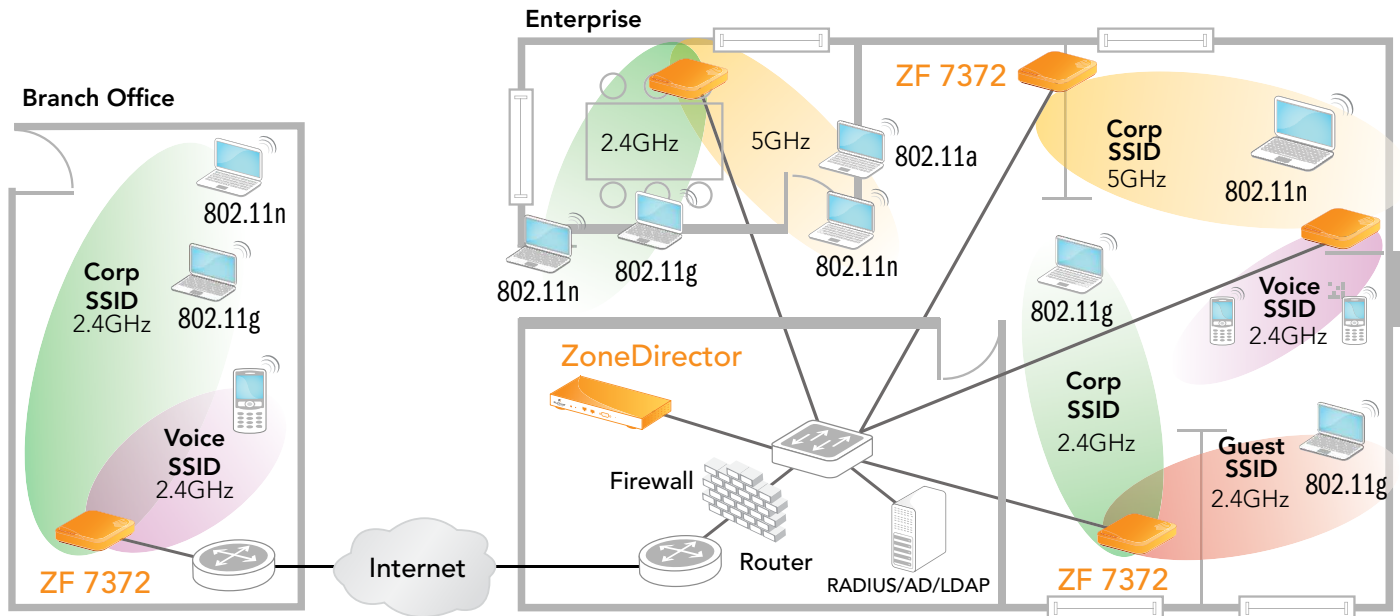 Enterprise
Branch Office
802.11n
Corp
SSID
2.4GHz
802.11g
Voice
SSID
2.4GHz
ZF 7372
Internet
2.4GHz
5GHz
802.11a
802.11n
802.11g
802.11n
ZF 7372
Corp
SSID
5GHz
802.11n
802.11g
Voice
SSID
2.4GHz
ZoneDirector
Corp
SSID
2.4GHz
Guest
SSID
2.4GHz
802.11g
Firewall
Router
RADIUS/AD/LDAP
ZF 7372